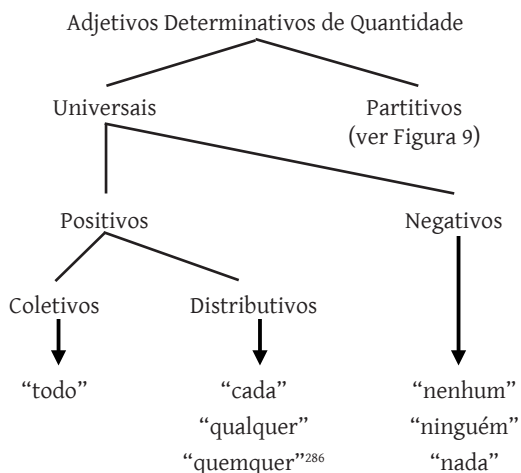 Adjetivos Determinativos de Quantidade
Universais Partitivos
(ver Figura 9)
Positivos Negativos
Coletivos Distributivos
“todo” “cada” “nenhum”
“qualquer” “ninguém”
“quemquer”²⁸⁶ “nada”